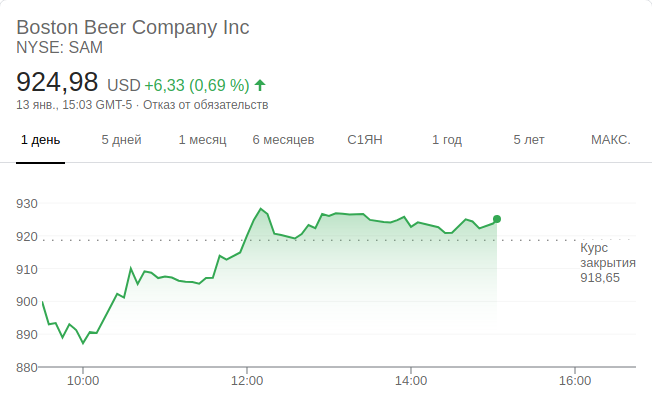 Boston Beer Company Inc
NYSE: SAM
924,98 USD +6,33 (0,69 %)
13 янв., 15:03 GMT-5 · Отказ от обязательств
1 день 5 дней 1 месяц 6 месяцев С1ЯН 1 год 5 лет МАКС.
930
920
Курс
закрытия
918,65
910
900
890
880
10:00 12:00 14:00 16:00